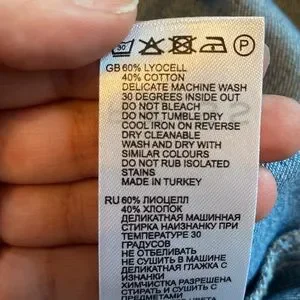 30 P
GB 60% LYOCELL
40% COTTON
DELICATE MACHINE WASH
30 DEGREES INSIDE OUT
DO NOT BLEACH
DO NOT TUMBLE DRY
COOL IRON ON REVERSE
DRY CLEANABLE
WASH AND DRY WITH
SIMILAR COLOURS
DO NOT RUB ISOLATED
STAINS
MADE IN TURKEY
RU 60% ЛИОЦЕЛЛ
40% ХЛОПОК
ДЕЛИКАТНАЯ МАШИННАЯ
СТИРКА НАИЗНАНКУ ПРИ
ТЕМПЕРАТУРЕ 30
ГРАДУСОВ
НЕ ОТБЕЛИВАТЬ
НЕ СУШИТЬ В МАШИНЕ
ДЕЛИКАТНАЯ ГЛАЖКА С
ИЗНАНКИ
ХИМЧИСТКА РАЗРЕШЕНА
СТИРАТЬ И СУШИТЬ С